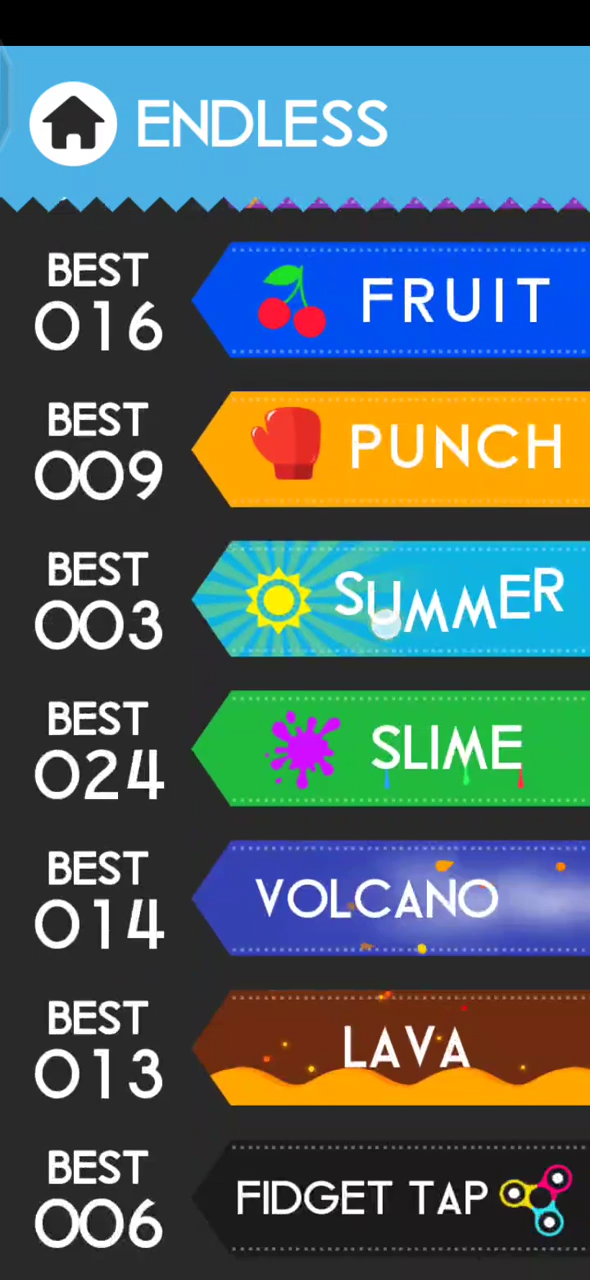 ENDLESS
BEST
016
FRUIT
BEST
009
PUNCH
BEST
003
SUMMER
BEST
024
SLIME
BEST
014
VOLCANO
BEST
013
LAVA
BEST
006
FIDGET TAP